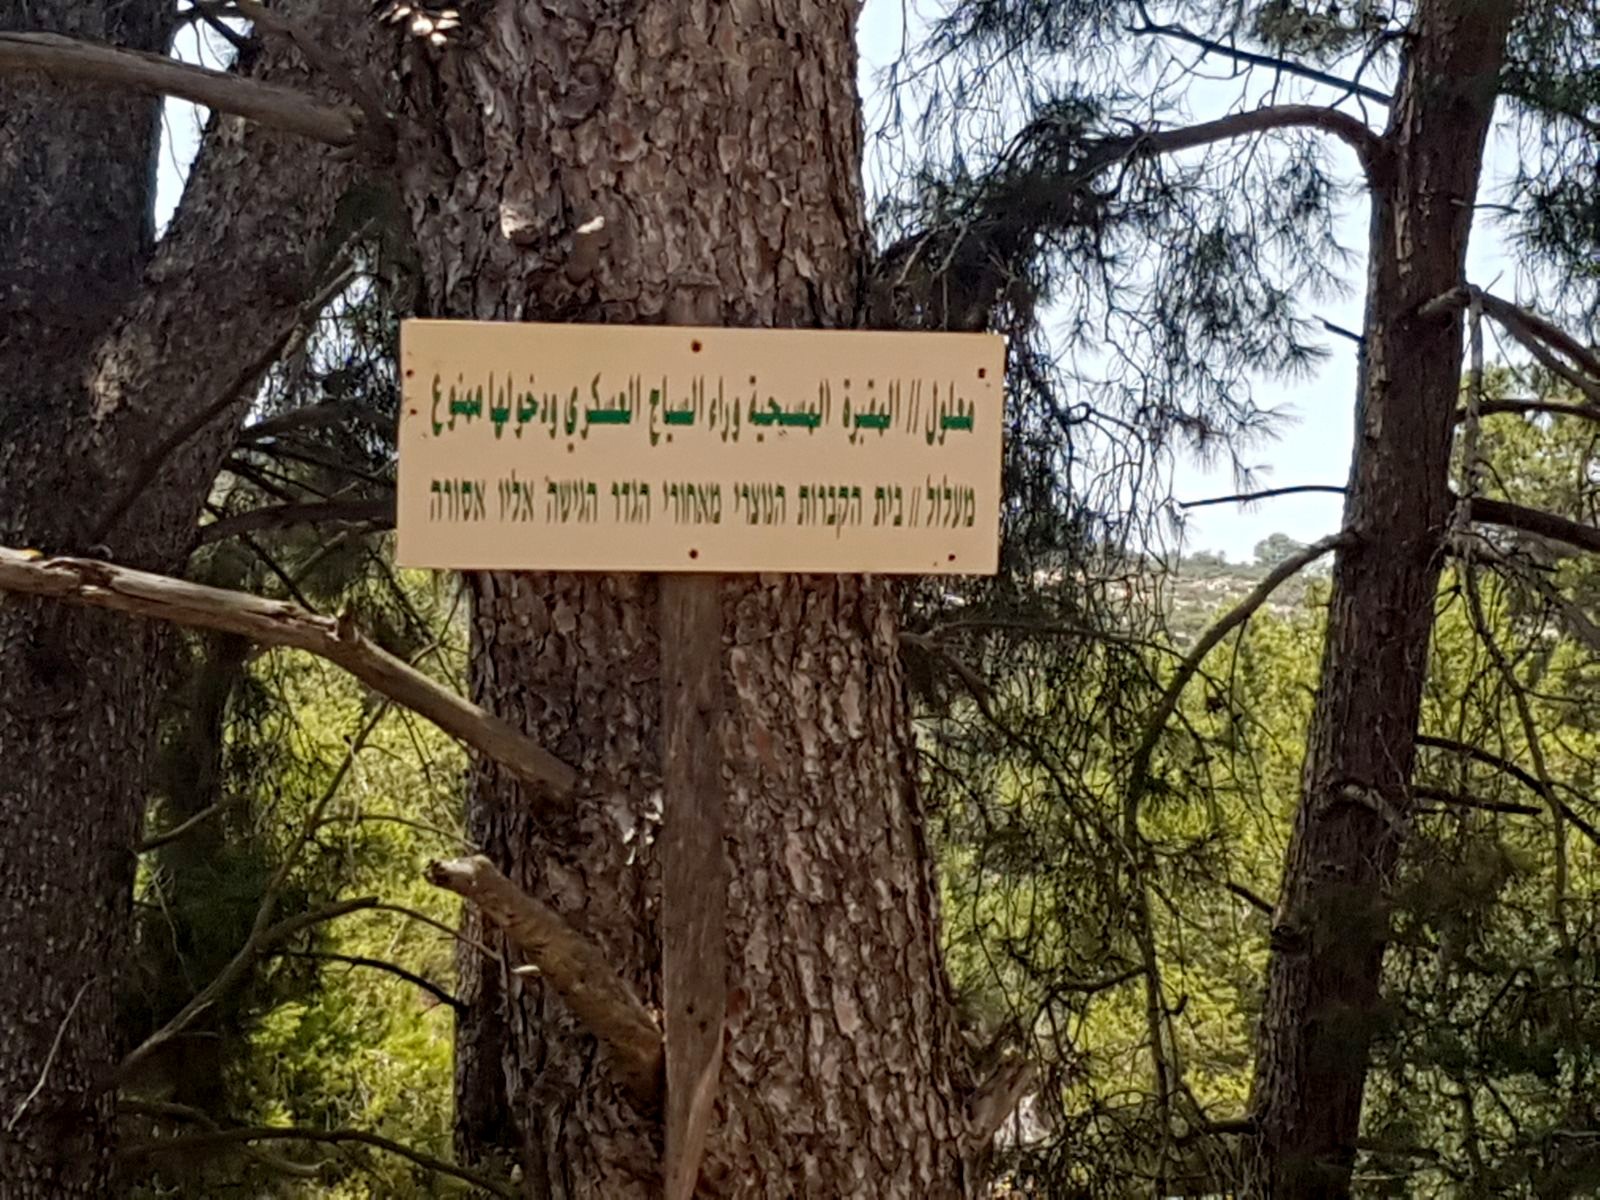 معلول // المقبرة المسيحية وراء السياج العسكري ودخولها ممنوع
מעלול // בית הקברות הנוצרי מאחורי הגדר הגישה אליו אסורה